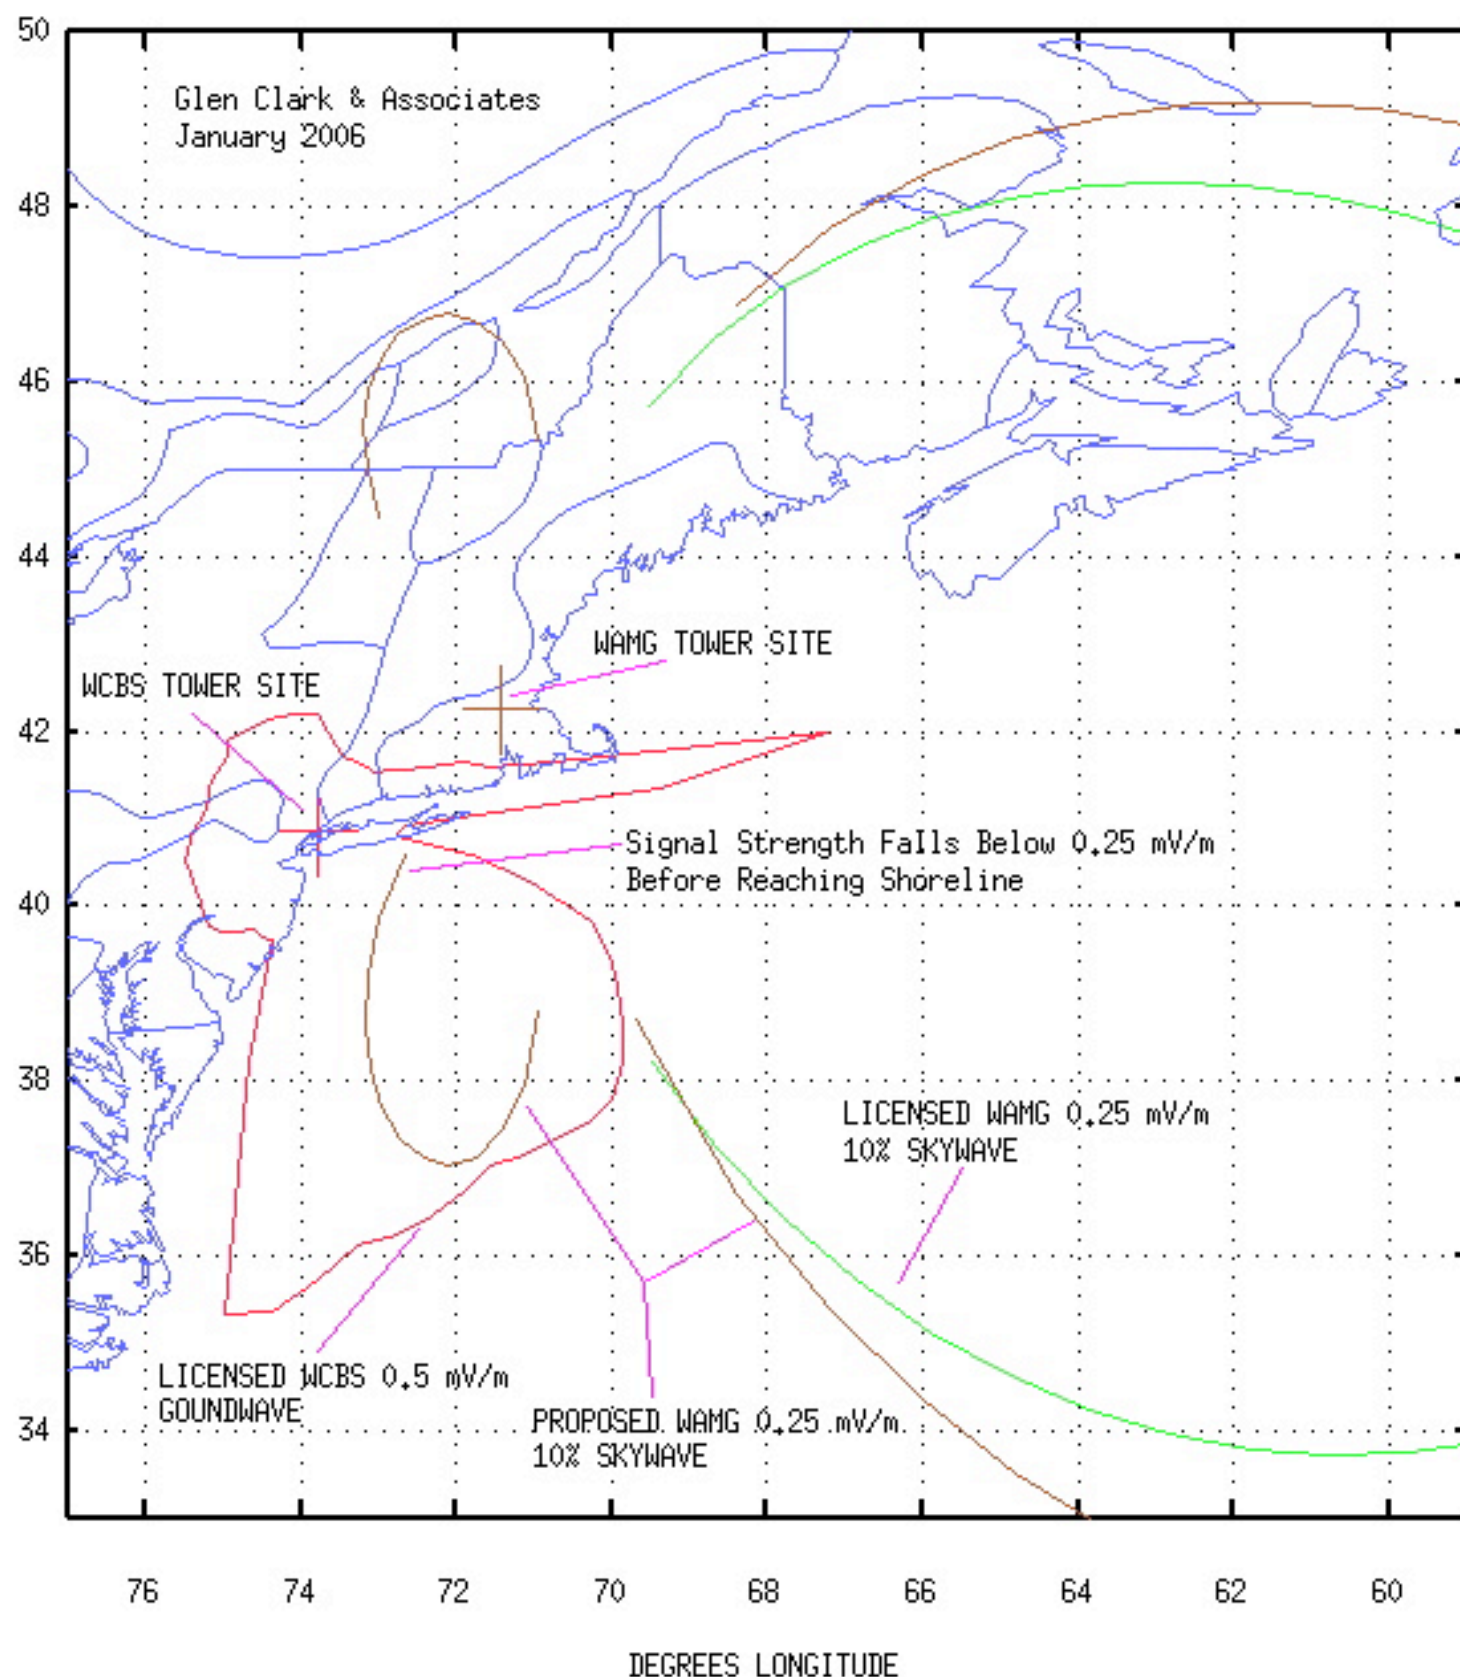 50
Glen Clark & Associates
January 2006
48
46
44
WAMG TOWER SITE
WCBS TOWER SITE
42
Signal Strength Falls Below 0.25 mV/m
Before Reaching Shoreline
40
38
LICENSED WAMG 0.25 mV/m
10% SKYWAVE
36
LICENSED WCBS 0.5 mV/m
GOUNDWAVE
PROPOSED WAMG 0.25 mV/m
10% SKYWAVE
34
76 74 72 70 68 66 64 62 60
DEGREES LONGITUDE